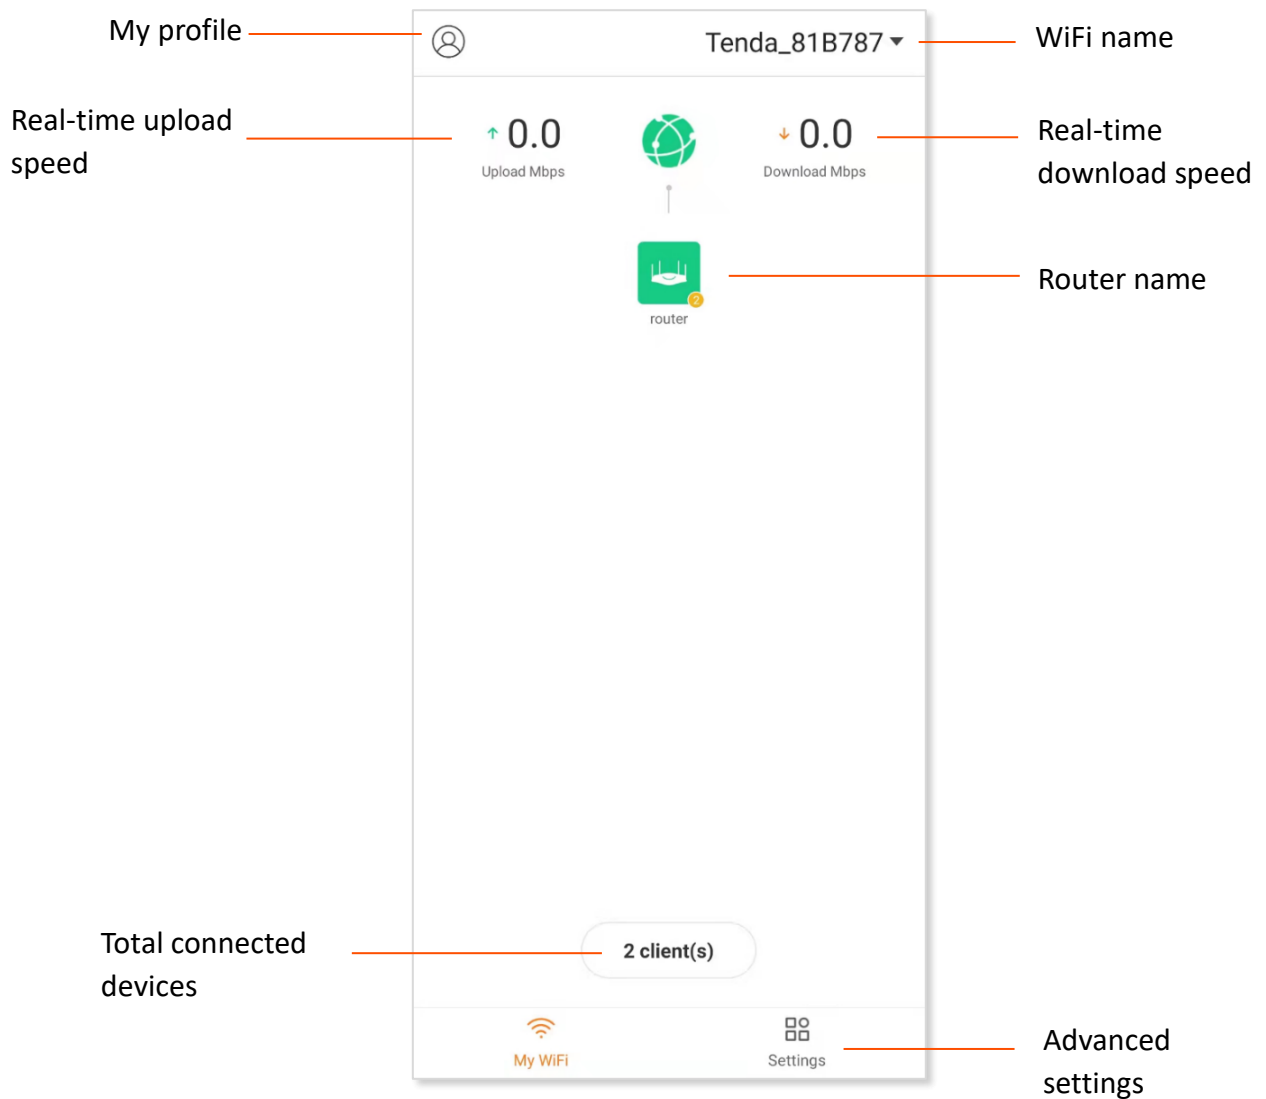 My profile
Tenda_81B787
WiFi name
Real-time upload
speed
↑ 0.0
Upload Mbps
↓ 0.0
Download Mbps
Real-time
download speed
2
router
Router name
Total connected
devices
2 client(s)
My WiFi
Settings
Advanced
settings